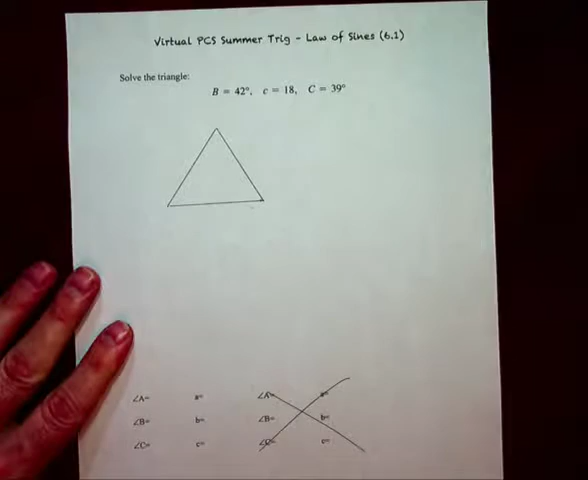 Virtual PCS Summer Trig - Law of Sines (6.1)
Solve the triangle:
B = 42°, c = 18, C = 39°
∠A= a= ∠A= a=
∠B= b= ∠B= b=
∠C= c= ∠C= c=